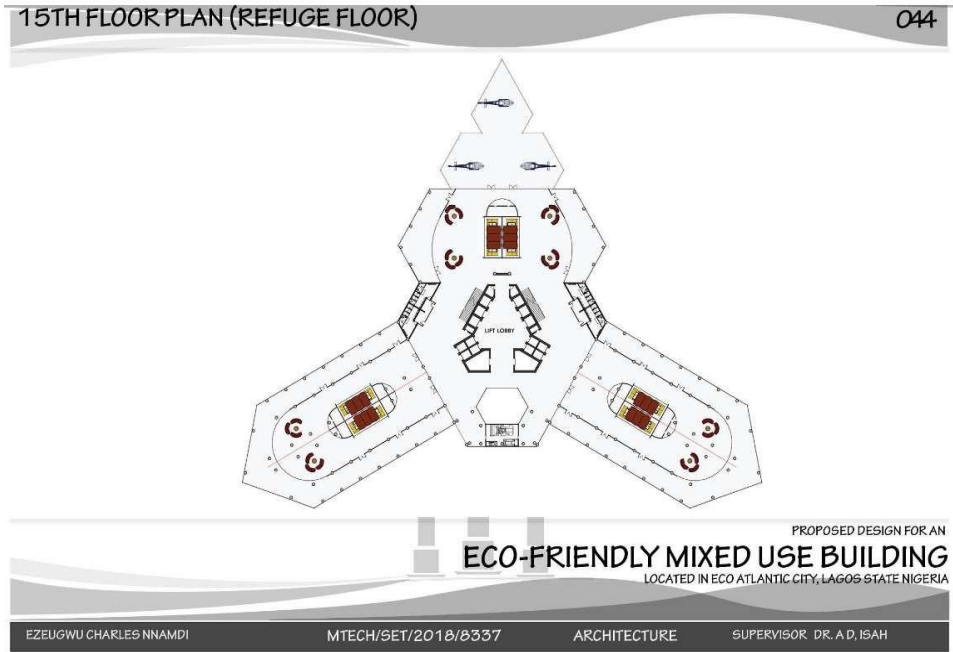 15TH FLOOR PLAN (REFUGE FLOOR)
044
LIFT LOBBY
PROPOSED DESIGN FOR AN
ECO-FRIENDLY MIXED USE BUILDING
LOCATED IN ECO ATLANTIC CITY, LAGOS STATE NIGERIA
EZEUGWU CHARLES NNAMDI MTECH/SET/2018/8337 ARCHITECTURE SUPERVISOR DR. A D, ISAH